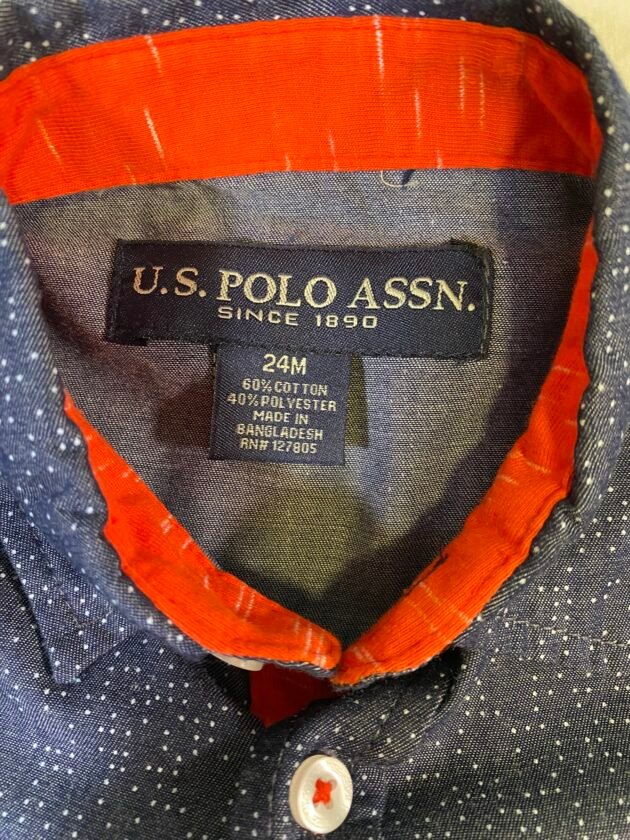 U.S. POLO ASSN.
SINCE 1890
24M
60% COTTON
40% POLYESTER
MADE IN
BANGLADESH
RN# 127805